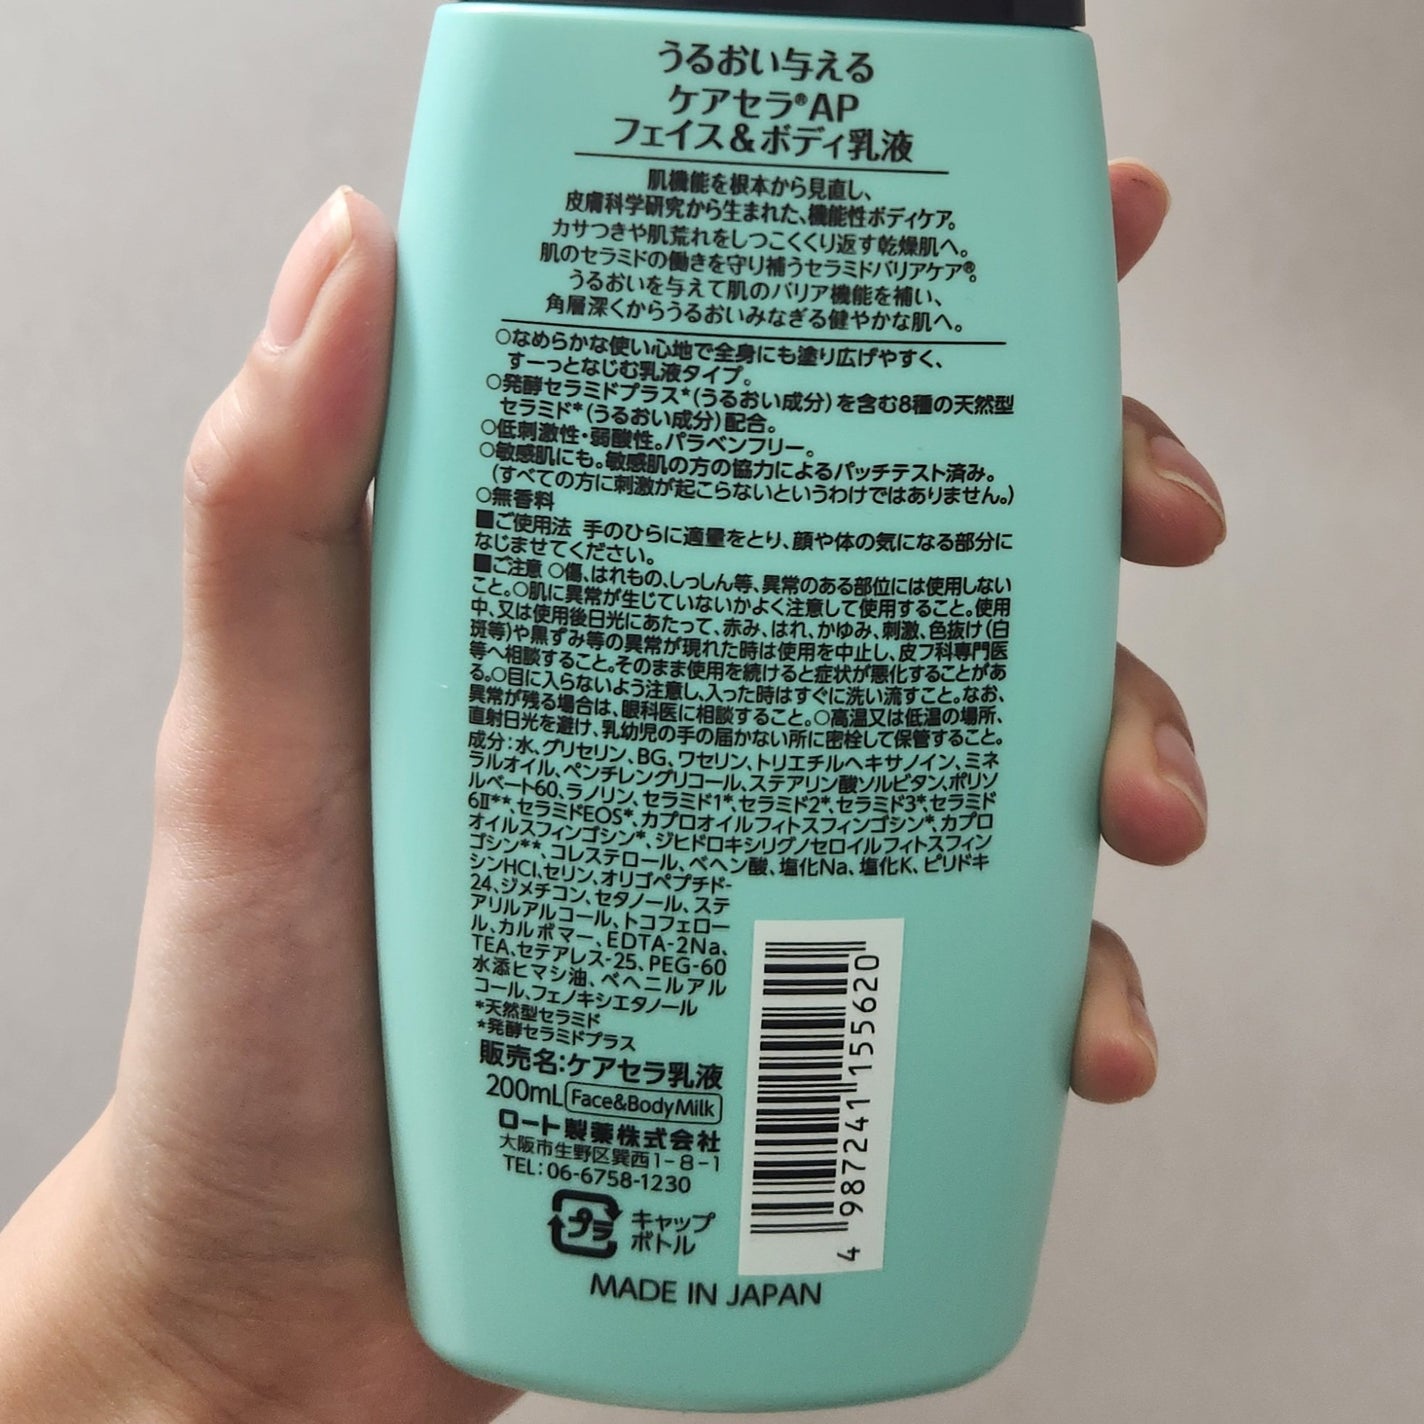 うるおい与える
ケアセラ®AP
フェイス&ボディ乳液
肌機能を根本から見直し、
皮膚科学研究から生まれた、機能性ボディケア。
カサつきや肌荒れをしつこくくり返す乾燥肌へ。
肌のセラミドの働きを守り補うセラミドバリアケア®。
うるおいを与えて肌のバリア機能を補い、
角層深くからうるおいみなぎる健やかな肌へ。
○なめらかな使い心地で全身にも塗り広げやすく、
すーっとなじむ乳液タイプ。
○発酵セラミドプラス*(うるおい成分)を含む8種の天然型
セラミド*(うるおい成分)配合。
○低刺激性・弱酸性。パラベンフリー。
○敏感肌にも。敏感肌の方の協力によるパッチテスト済み。
(すべての方に刺激が起こらないというわけではありません。)
○無香料
■ご使用法 手のひらに適量をとり、顔や体の気になる部分に
なじませてください。
■ご注意 ○傷、はれもの、しっしん等、異常のある部位には使用しない
こと。○肌に異常が生じていないかよく注意して使用すること。使用
中、又は使用後日光にあたって、赤み、はれ、かゆみ、刺激、色抜け(白
斑等)や黒ずみ等の異常が現れた時は使用を中止し、皮フ科専門医
等へ相談すること。そのまま使用を続けると症状が悪化することがあ
る。○目に入らないよう注意し、入った時はすぐに洗い流すこと。なお、
異常が残る場合は、眼科医に相談すること。○高温又は低温の場所、
直射日光を避け、乳幼児の手の届かない所に密栓して保管すること。
成分：水、グリセリン、BG、ワセリン、トリエチルヘキサノイン、ミネ
ラルオイル、ペンチレングリコール、ステアリン酸ソルビタン、ポリソ
ルベート60、ラノリン、セラミド1*、セラミド2*、セラミド3*、セラミド
6II**、セラミドEOS*、カプロオイルフィトスフィンゴシン*、カプロ
オイルスフィンゴシン*、ジヒドロキシリグノセロイルフィトスフィン
ゴシン**、コレステロール、ベヘン酸、塩化Na、塩化K、ピリドキ
シンHCl、セリン、オリゴペプチド-
24、ジメチコン、セタノール、ステ
アリルアルコール、トコフェロー
ル、カルボマー、EDTA-2Na、
TEA、セテアレス-25、PEG-60
水添ヒマシ油、ベヘニルアル
コール、フェノキシエタノール
*天然型セラミド
*発酵セラミドプラス
販売名:ケアセラ乳液
200mL Face&Body Milk
ロート製薬株式会社
大阪市生野区巽西1-8-1
TEL：06-6758-1230
プラ キャップ
ボトル
MADE IN JAPAN
4 987241 155620